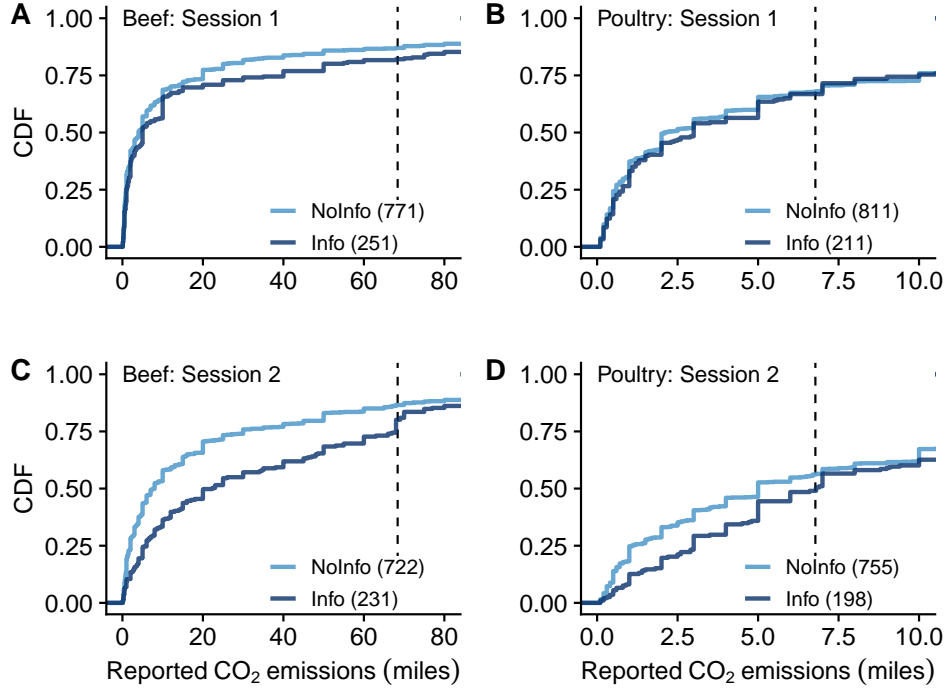 A
Beef: Session 1
1.00
0.75
0.50
0.25
0.00
CDF
NoInfo (771)
Info (251)
0 20 40 60 80
B
Poultry: Session 1
1.00
0.75
0.50
0.25
0.00
NoInfo (811)
Info (211)
0.0 2.5 5.0 7.5 10.0
C
Beef: Session 2
1.00
0.75
0.50
0.25
0.00
CDF
NoInfo (722)
Info (231)
0 20 40 60 80
Reported CO₂ emissions (miles)
D
Poultry: Session 2
1.00
0.75
0.50
0.25
0.00
NoInfo (755)
Info (198)
0.0 2.5 5.0 7.5 10.0
Reported CO₂ emissions (miles)